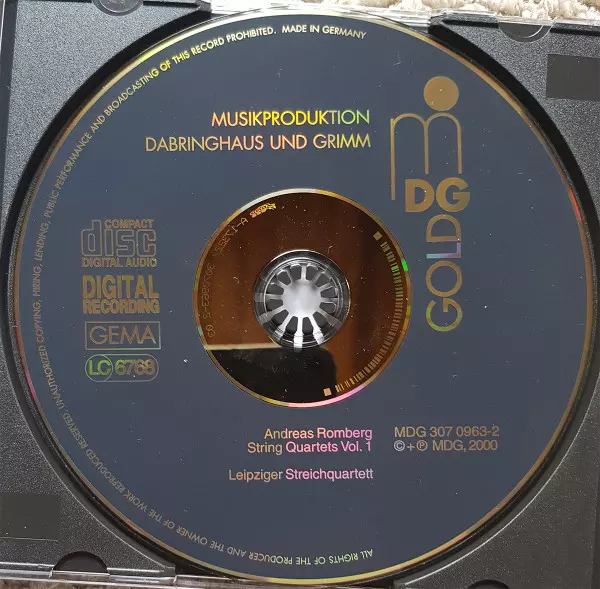 ALL RIGHTS OF THE PRODUCER AND THE OWNER OF THE WORK REPRODUCED RESERVED. UNAUTHORIZED COPYING, HIRING, LENDING, PUBLIC PERFORMANCE AND BROADCASTING OF THIS RECORD PROHIBITED. MADE IN GERMANY
MUSIKPRODUKTION
DABRINGHAUS UND GRIMM
DG
GOLD
COMPACT
disc
DIGITAL AUDIO
DIGITAL
RECORDING
GEMA
LC 6768
Andreas Romberg
String Quartets Vol. 1
Leipziger Streichquartett
MDG 307 0963-2
©+℗ MDG, 2000